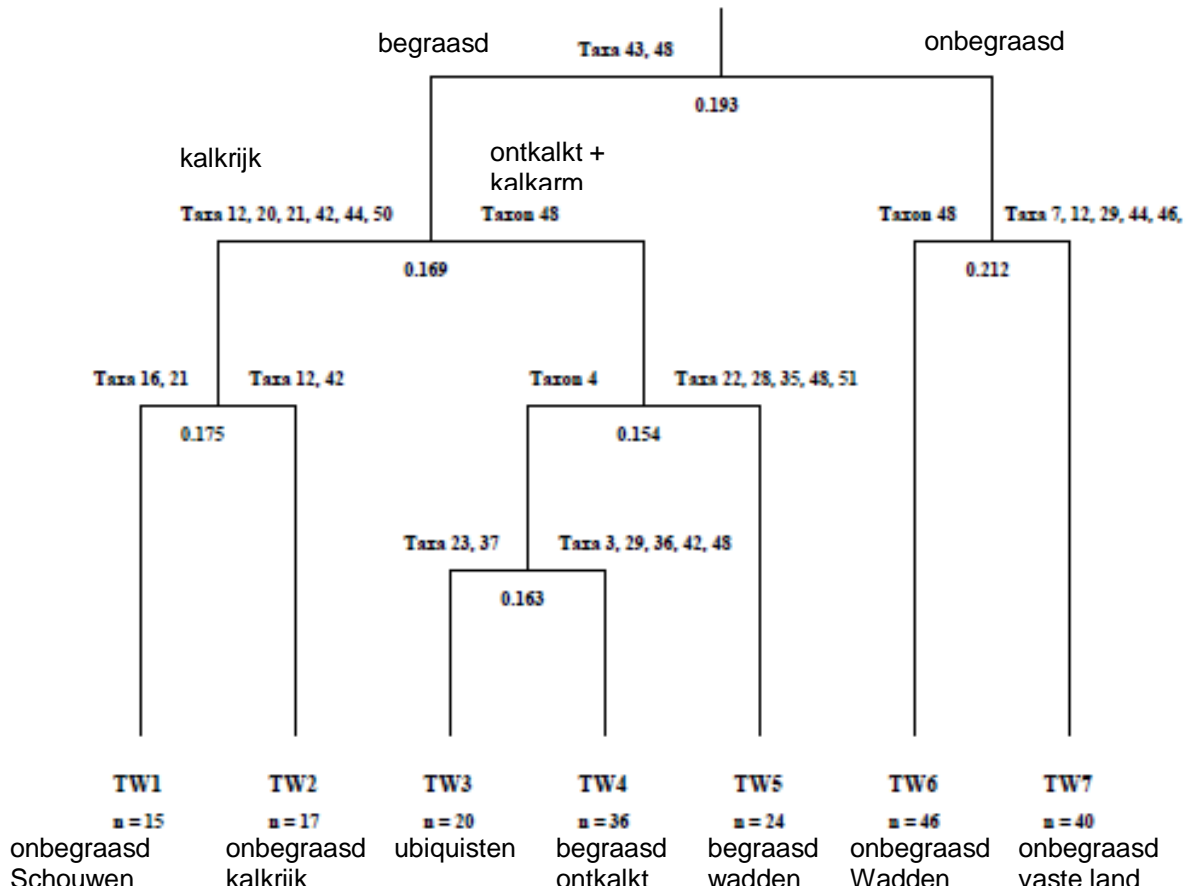 begraasd
Taxa 43, 48
onbegraasd
0.193
kalkrijk
ontkalkt +
kalkarm
Taxa 12, 20, 21, 42, 44, 50
Taxon 48
Taxon 48
Taxa 7, 12, 29, 44, 46,
0.169
0.212
Taxa 16, 21
Taxa 12, 42
Taxon 4
Taxa 22, 28, 35, 48, 51
0.175
0.154
Taxa 23, 37
Taxa 3, 29, 36, 42, 48
0.163
TW1 TW2 TW3 TW4 TW5 TW6 TW7
n = 15 n = 17 n = 20 n = 36 n = 24 n = 46 n = 40
onbegraasd onbegraasd ubiquisten begraasd begraasd onbegraasd onbegraasd
Schouwen kalkrijk ontkalkt wadden Wadden vaste land